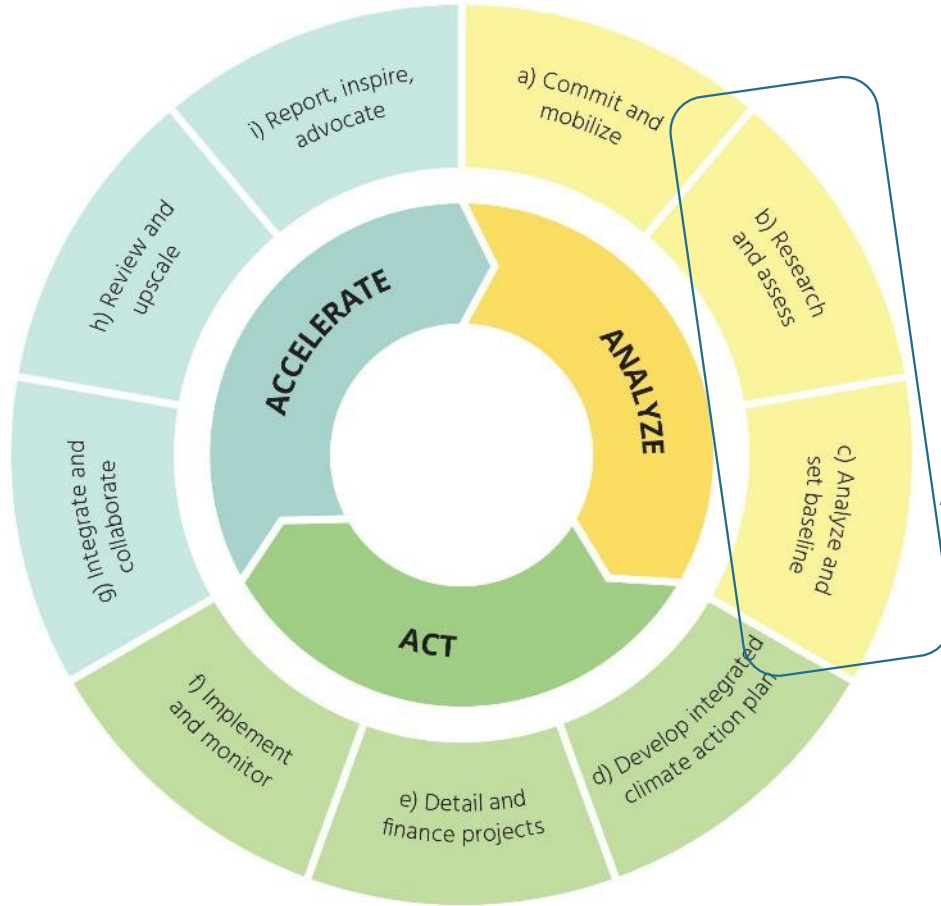 a) Commit and
mobilize
b) Research
and assess
c) Analyze and
set baseline
d) Develop integrated
climate action plan
e) Detail and
finance projects
f) Implement
and monitor
g) Integrate and
collaborate
h) Review and
upscale
i) Report, inspire,
advocate
ANALYZE
ACT
ACCELERATE